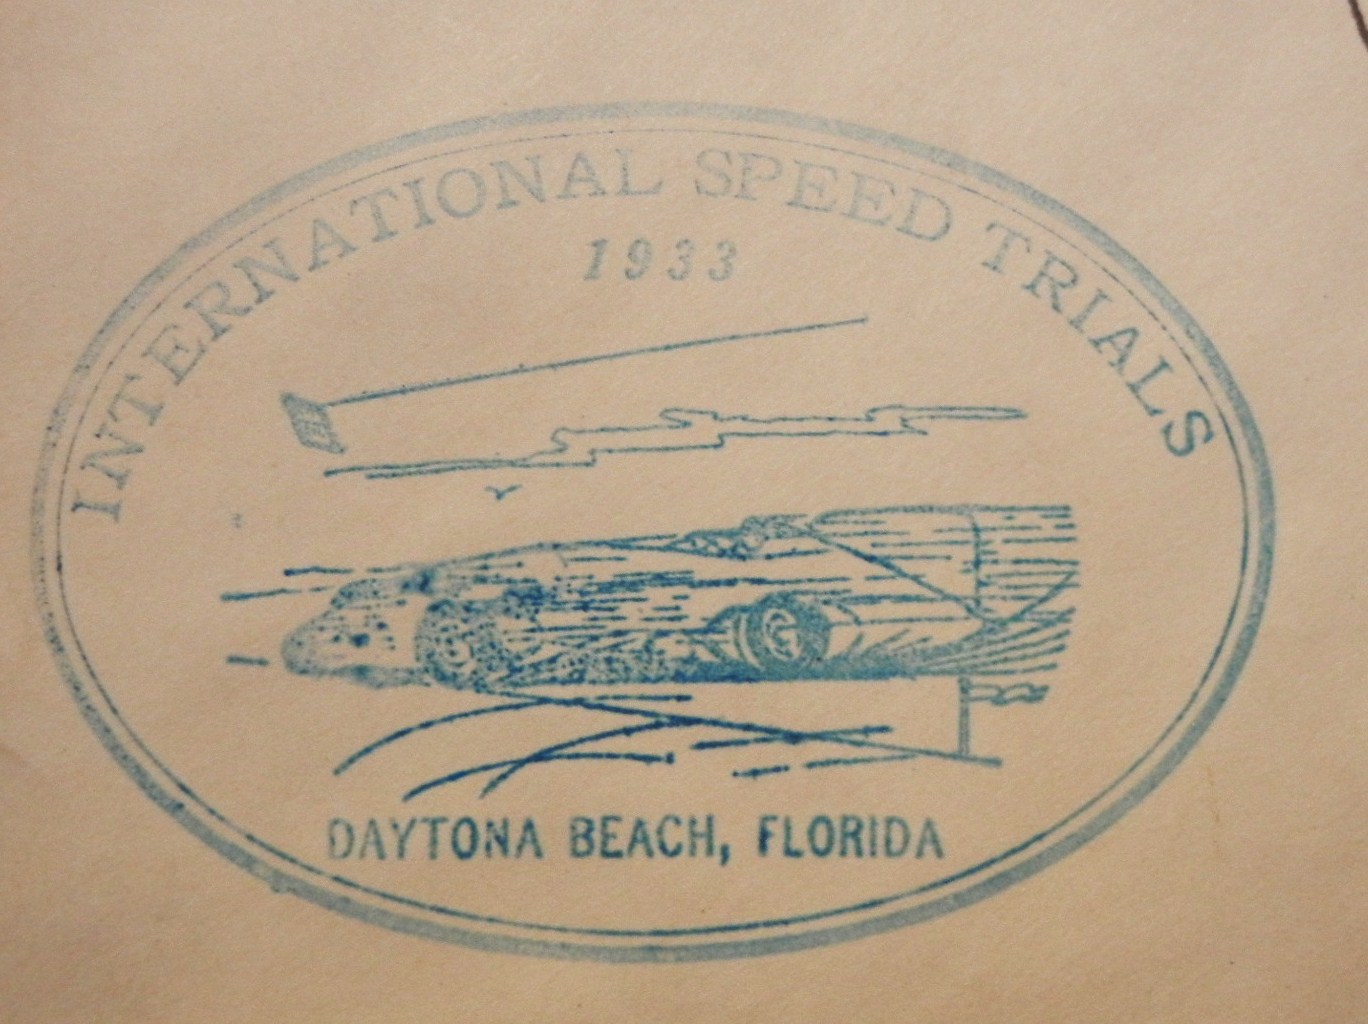 INTERNATIONAL SPEED TRIALS
1933
DAYTONA BEACH, FLORIDA